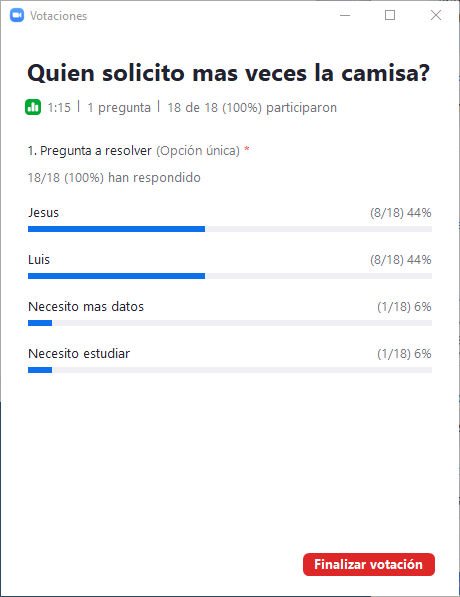 Votaciones
Quien solicito mas veces la camisa?
1:15 | 1 pregunta | 18 de 18 (100%) participaron
1. Pregunta a resolver (Opción única) *
18/18 (100%) han respondido
Jesus (8/18) 44%
Luis (8/18) 44%
Necesito mas datos (1/18) 6%
Necesito estudiar (1/18) 6%
Finalizar votación